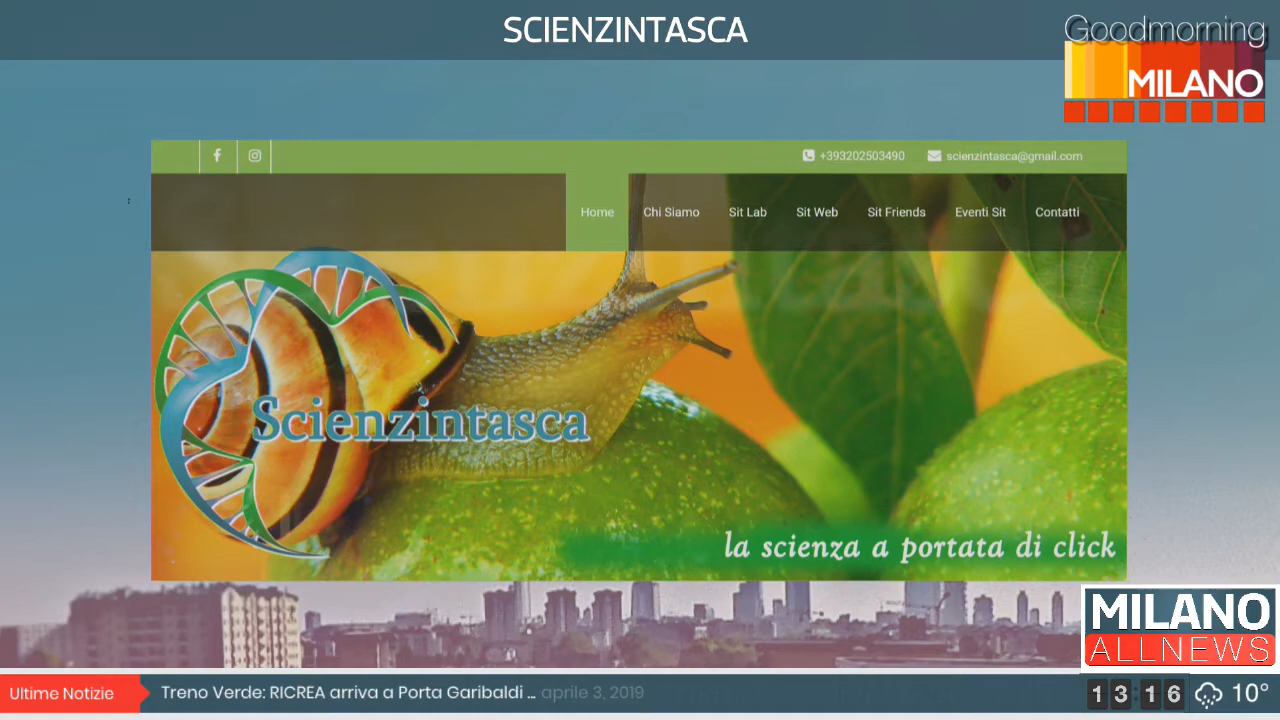 SCIENZINTASCA
Goodmorning
MILANO
+393202503490 scienzintasca@gmail.com
Home Chi Siamo Sit Lab Sit Web Sit Friends Eventi Sit Contatti
Scienzintasca
la scienza a portata di click
MILANO
ALLNEWS
Ultime Notizie Treno Verde: RICREA arriva a Porta Garibaldi ... aprile 3, 2019
13:16 10°